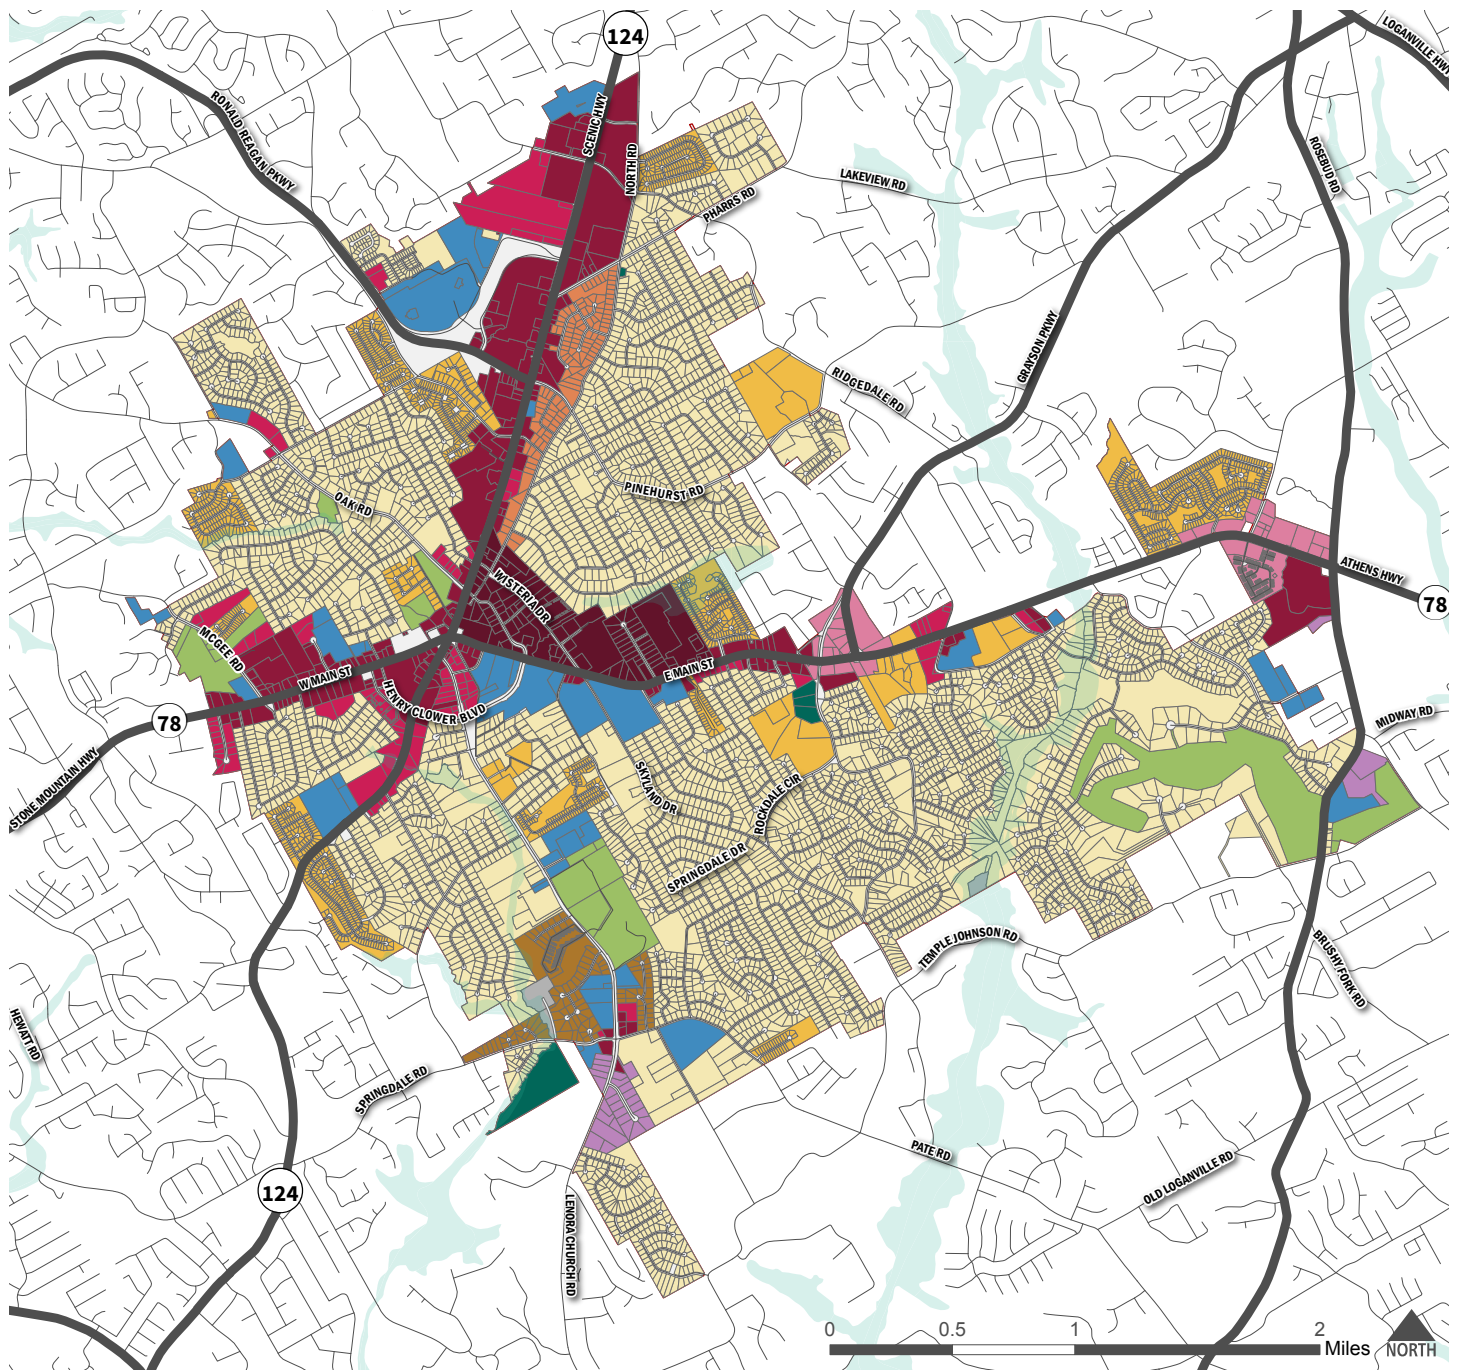 124
LOGANVILLE HWY
RONALD REAGAN PKWY
SCENIC HWY
NORTH RD
ROSEBUD RD
LAKEVIEW RD
PHARRS RD
GRAYSON PKWY
RIDGEDALE RD
OAK RD
PINEHURST RD
WISTERIA DR
ATHENS HWY
78
MCGEE RD
W MAIN ST
E MAIN ST
HENRY CLOWER BLVD
78
MIDWAY RD
STONE MOUNTAIN HWY
SKYLAND DR
ROCKDALE CIR
SPRINGDALE DR
TEMPLE JOHNSON RD
BRUSHY FORK RD
HEWATT RD
SPRINGDALE RD
PATE RD
OLD LOGANVILLE RD
124
LENORA CHURCH RD
0 0.5 1 2
Miles
NORTH